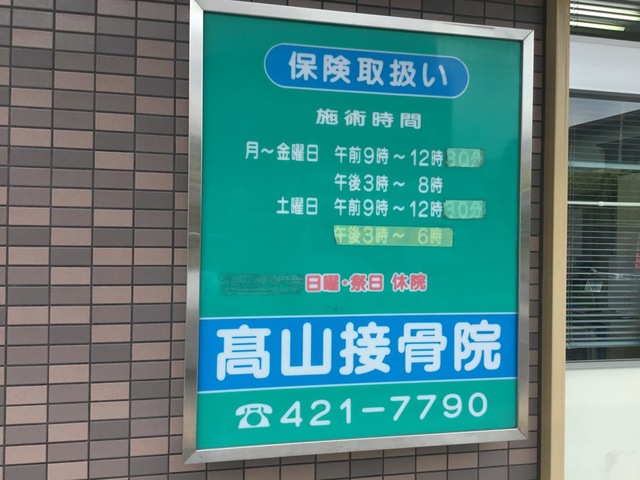 保険取扱い
施術時間
月〜金曜日 午前9時〜12時30分
午後3時〜8時
土曜日 午前9時〜12時30分
午後3時〜6時
日曜・祭日 休院
髙山接骨院
☎421-7790